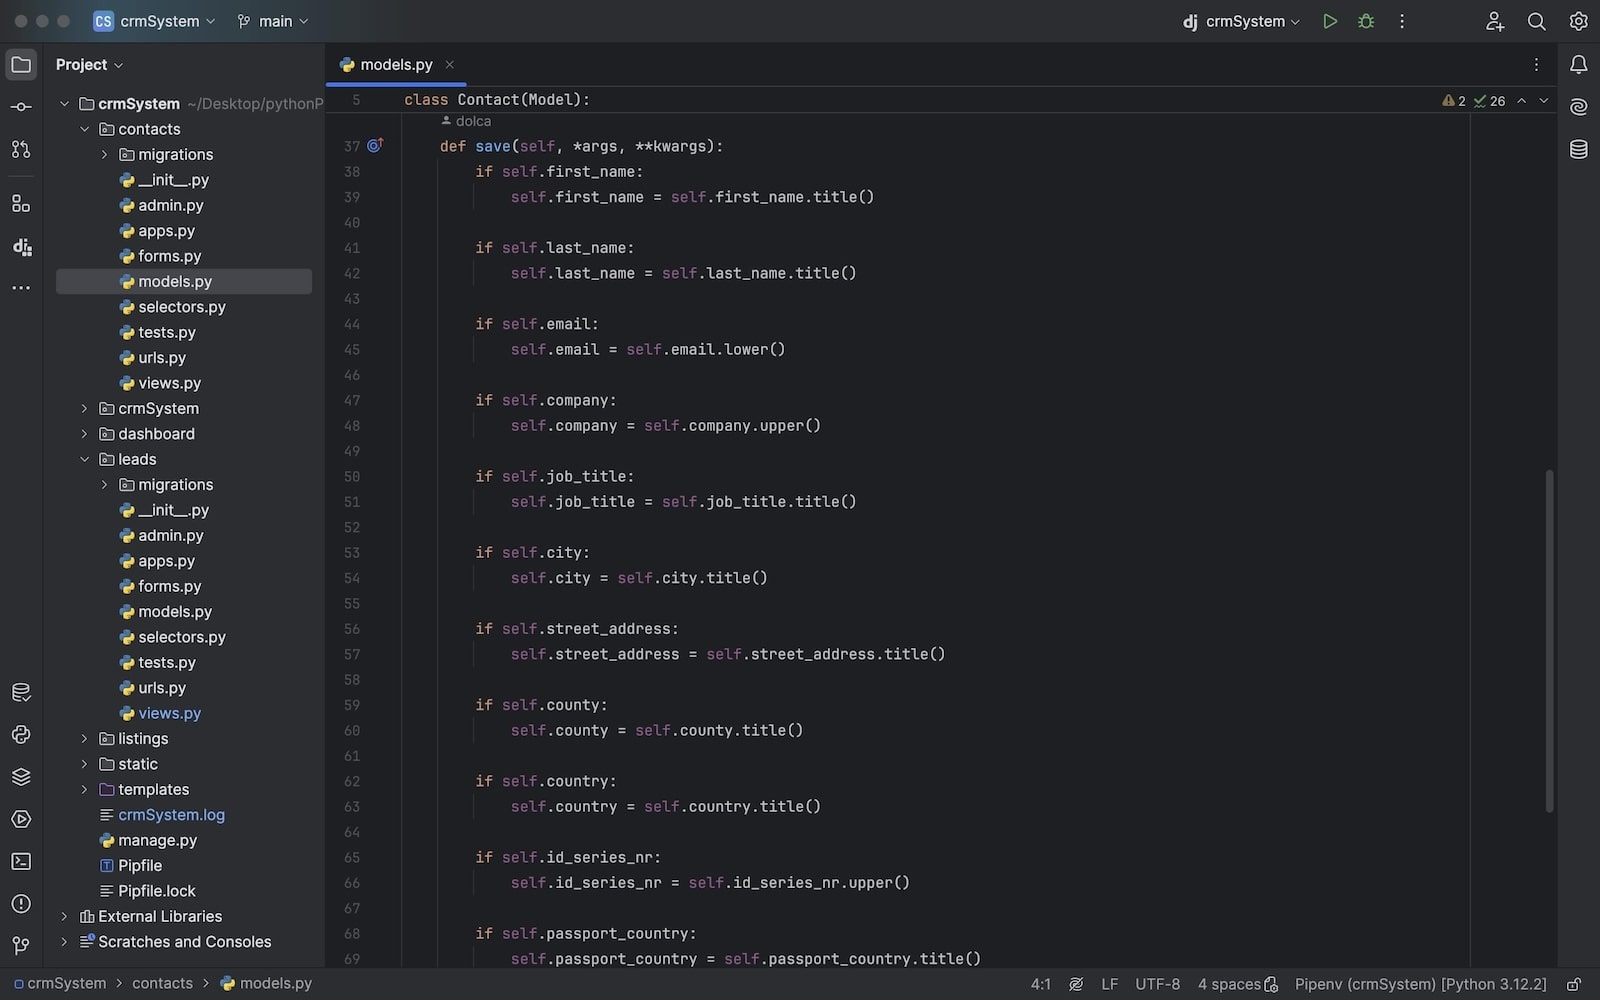 CS crmSystem main
dj crmSystem
Project
crmSystem ~/Desktop/pythonP
contacts
migrations
__init__.py
admin.py
apps.py
forms.py
models.py
selectors.py
tests.py
urls.py
views.py
crmSystem
dashboard
leads
migrations
__init__.py
admin.py
apps.py
forms.py
models.py
selectors.py
tests.py
urls.py
views.py
listings
static
templates
crmSystem.log
manage.py
Pipfile
Pipfile.lock
External Libraries
Scratches and Consoles
models.py
5 class Contact(Model):
2 26
dolca
37 def save(self, *args, **kwargs):
38 if self.first_name:
39 self.first_name = self.first_name.title()
40
41 if self.last_name:
42 self.last_name = self.last_name.title()
43
44 if self.email:
45 self.email = self.email.lower()
46
47 if self.company:
48 self.company = self.company.upper()
49
50 if self.job_title:
51 self.job_title = self.job_title.title()
52
53 if self.city:
54 self.city = self.city.title()
55
56 if self.street_address:
57 self.street_address = self.street_address.title()
58
59 if self.county:
60 self.county = self.county.title()
61
62 if self.country:
63 self.country = self.country.title()
64
65 if self.id_series_nr:
66 self.id_series_nr = self.id_series_nr.upper()
67
68 if self.passport_country:
69 self.passport_country = self.passport_country.title()
crmSystem > contacts > models.py
4:1 LF UTF-8 4 spaces Pipenv (crmSystem) [Python 3.12.2]